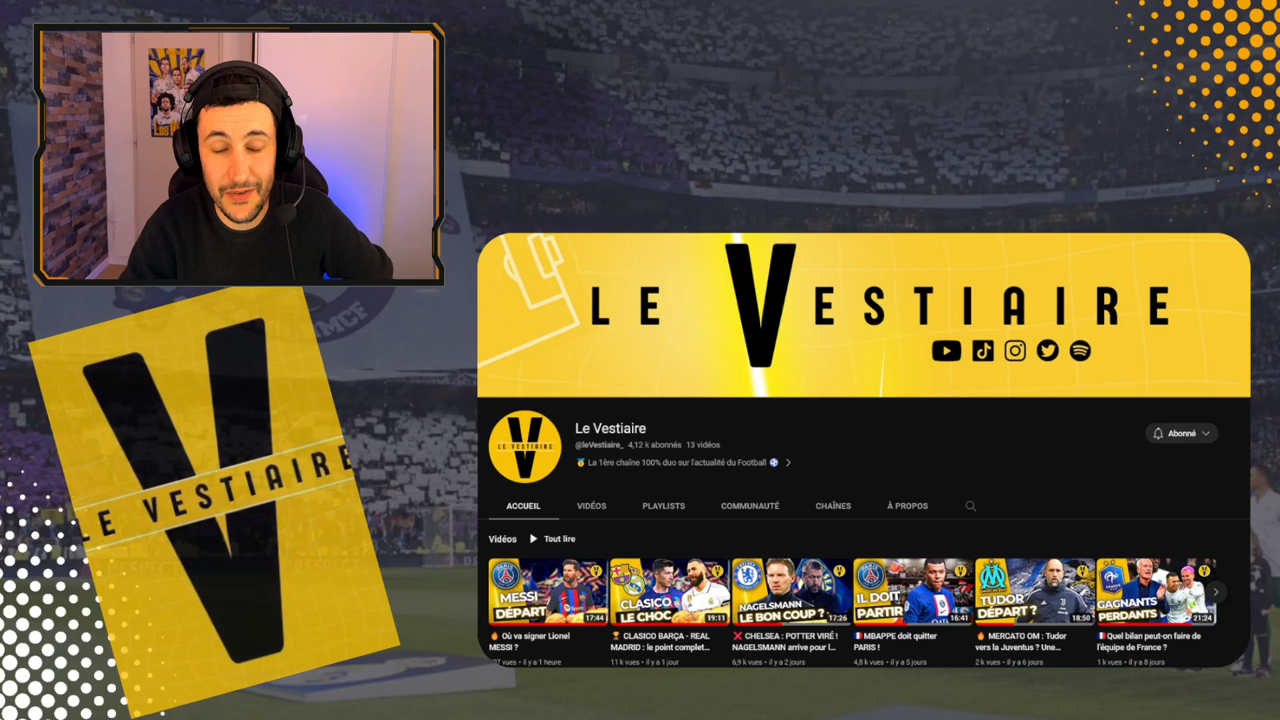 LE VESTIAIRE
LE VESTIAIRE
Le Vestiaire
@leVestiaire_ 4,12 k abonnés 13 vidéos
🥇 La 1ère chaîne 100% duo sur l'actualité du Football ⚽
Abonné
LE VESTIAIRE
ACCUEIL VIDÉOS PLAYLISTS COMMUNAUTÉ CHAÎNES À PROPOS
Vidéos Tout lire
MESSI
DÉPART
17:44
CLASICO
LE CHOC
19:11
NAGELSMANN
LE BON COUP ?
17:26
IL DOIT
PARTIR
16:41
TUDOR
DÉPART ?
18:50
GAGNANTS
PERDANTS
21:24
🔥 Où va signer Lionel
MESSI ?
vues • il y a 1 heure
🏆 CLASICO BARÇA - REAL
MADRID : le point complet...
11 k vues • il y a 1 jour
❌ CHELSEA : POTTER VIRÉ !
NAGELSMANN arrive pour l...
6,9 k vues • il y a 2 jours
🇫🇷 MBAPPE doit quitter
PARIS !
4,8 k vues • il y a 5 jours
🔥 MERCATO OM : Tudor
vers la Juventus ? Une...
2 k vues • il y a 6 jours
🇫🇷 Quel bilan peut-on faire de
l'équipe de France ?
1 k vues • il y a 8 jours